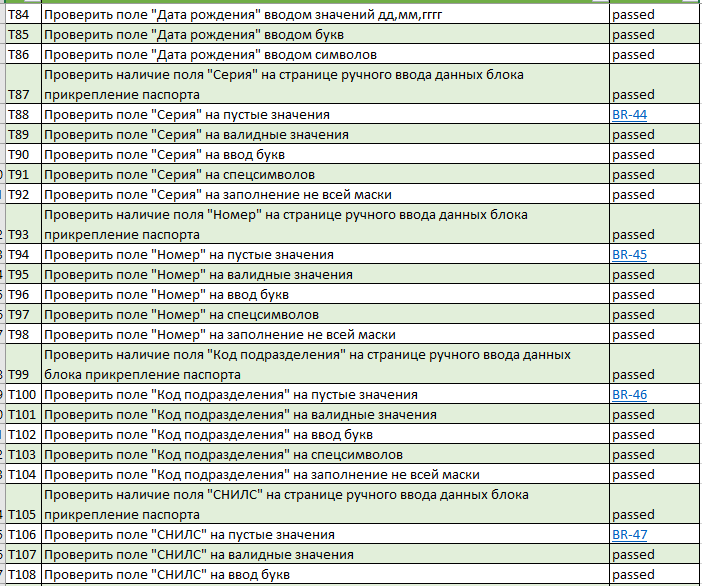 T84 Проверить поле "Дата рождения" вводом значений дд,мм,гггг passed
T85 Проверить поле "Дата рождения" вводом букв passed
T86 Проверить поле "Дата рождения" вводом символов passed
Проверить наличие поля "Серия" на странице ручного ввода данных блока
T87 прикрепление паспорта passed
T88 Проверить поле "Серия" на пустые значения BR-44
T89 Проверить поле "Серия" на валидные значения passed
T90 Проверить поле "Серия" на ввод букв passed
T91 Проверить поле "Серия" на спецсимволов passed
T92 Проверить поле "Серия" на заполнение не всей маски passed
Проверить наличие поля "Номер" на странице ручного ввода данных блока
T93 прикрепление паспорта passed
T94 Проверить поле "Номер" на пустые значения BR-45
T95 Проверить поле "Номер" на валидные значения passed
T96 Проверить поле "Номер" на ввод букв passed
T97 Проверить поле "Номер" на спецсимволов passed
T98 Проверить поле "Номер" на заполнение не всей маски passed
Проверить наличие поля "Код подразделения" на странице ручного ввода данных
T99 блока прикрепление паспорта passed
T100 Проверить поле "Код подразделения" на пустые значения BR-46
T101 Проверить поле "Код подразделения" на валидные значения passed
T102 Проверить поле "Код подразделения" на ввод букв passed
T103 Проверить поле "Код подразделения" на спецсимволов passed
T104 Проверить поле "Код подразделения" на заполнение не всей маски passed
Проверить наличие поля "СНИЛС" на странице ручного ввода данных блока
T105 прикрепление паспорта passed
T106 Проверить поле "СНИЛС" на пустые значения BR-47
T107 Проверить поле "СНИЛС" на валидные значения passed
T108 Проверить поле "СНИЛС" на ввод букв passed